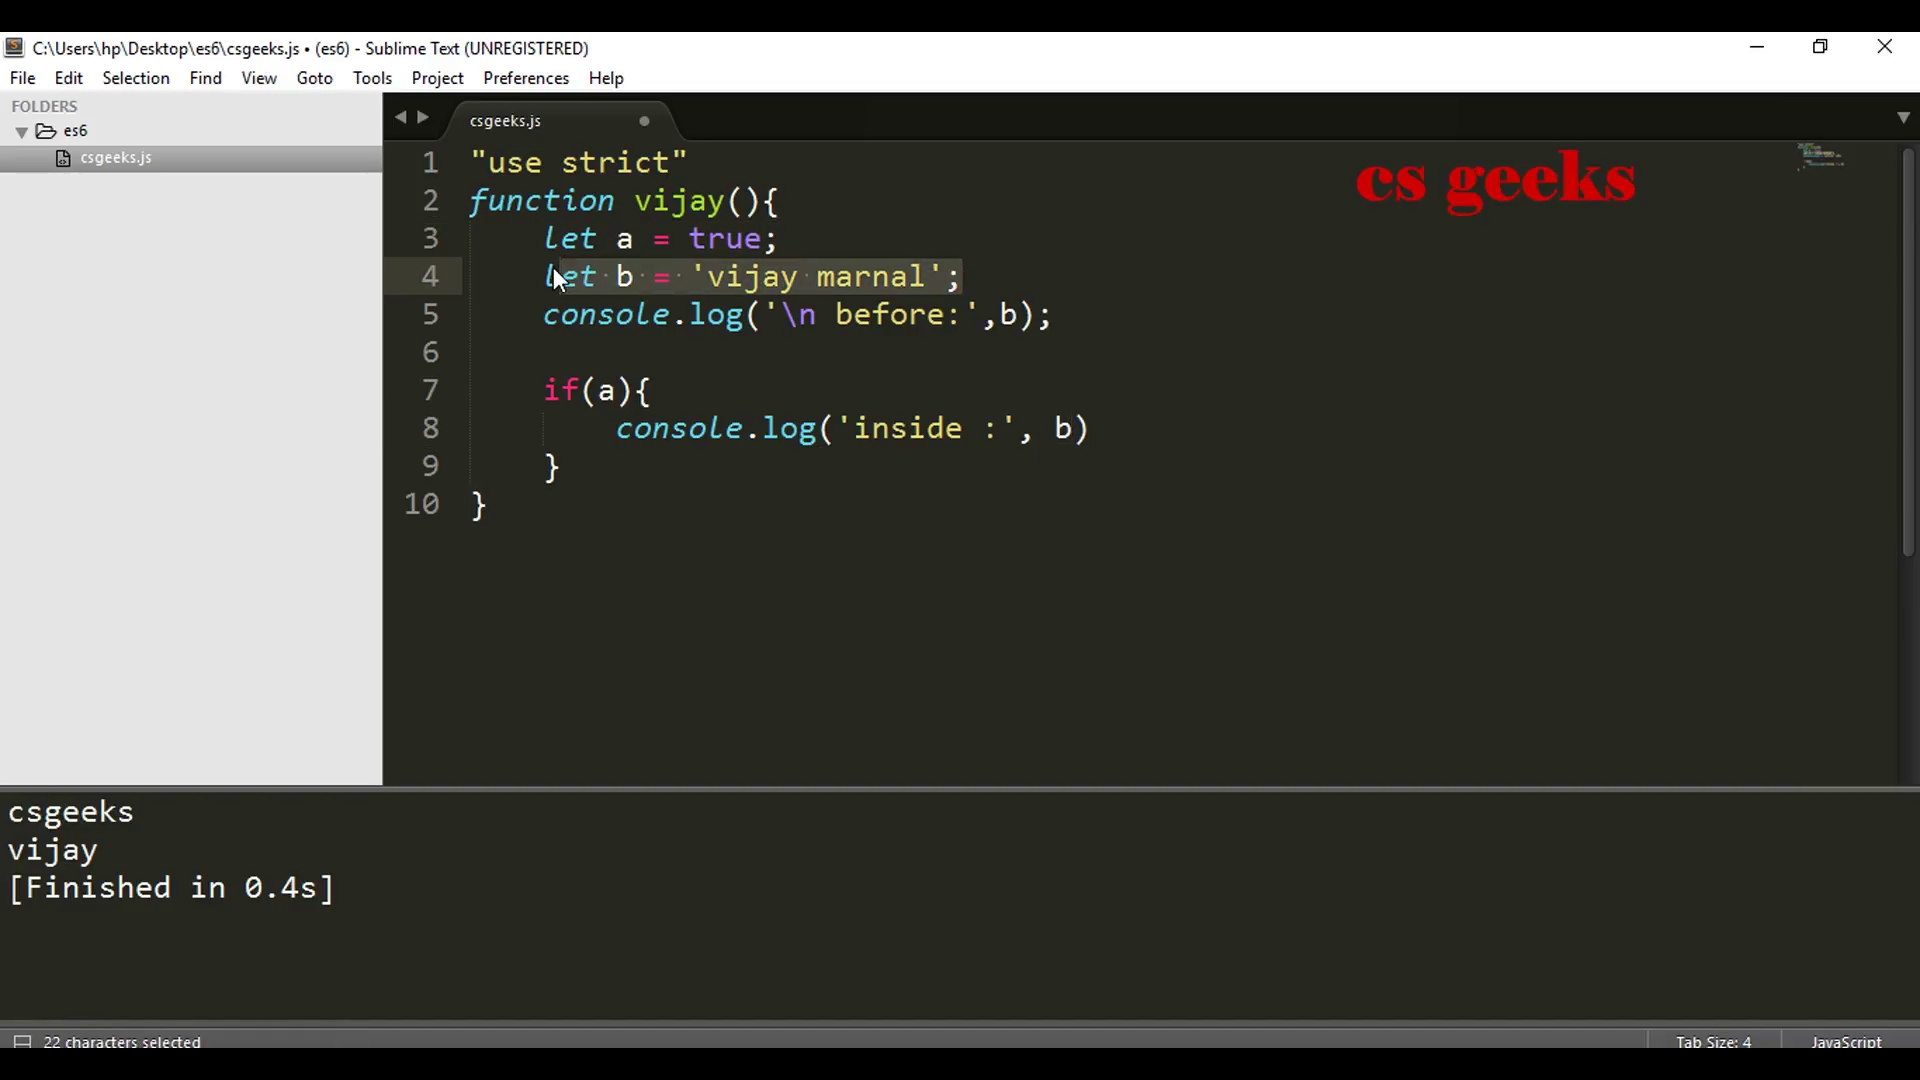 C:\Users\hp\Desktop\es6\csgeeks.js • (es6) - Sublime Text (UNREGISTERED)
File Edit Selection Find View Goto Tools Project Preferences Help
FOLDERS
es6
csgeeks.js
csgeeks.js
cs geeks
1 "use strict"
2 function vijay(){
3 let a = true;
4 let b = 'vijay marnal';
5 console.log('\n before:',b);
6
7 if(a){
8 console.log('inside :', b)
9 }
10 }
csgeeks
vijay
[Finished in 0.4s]
22 characters selected
Tab Size: 4
JavaScript